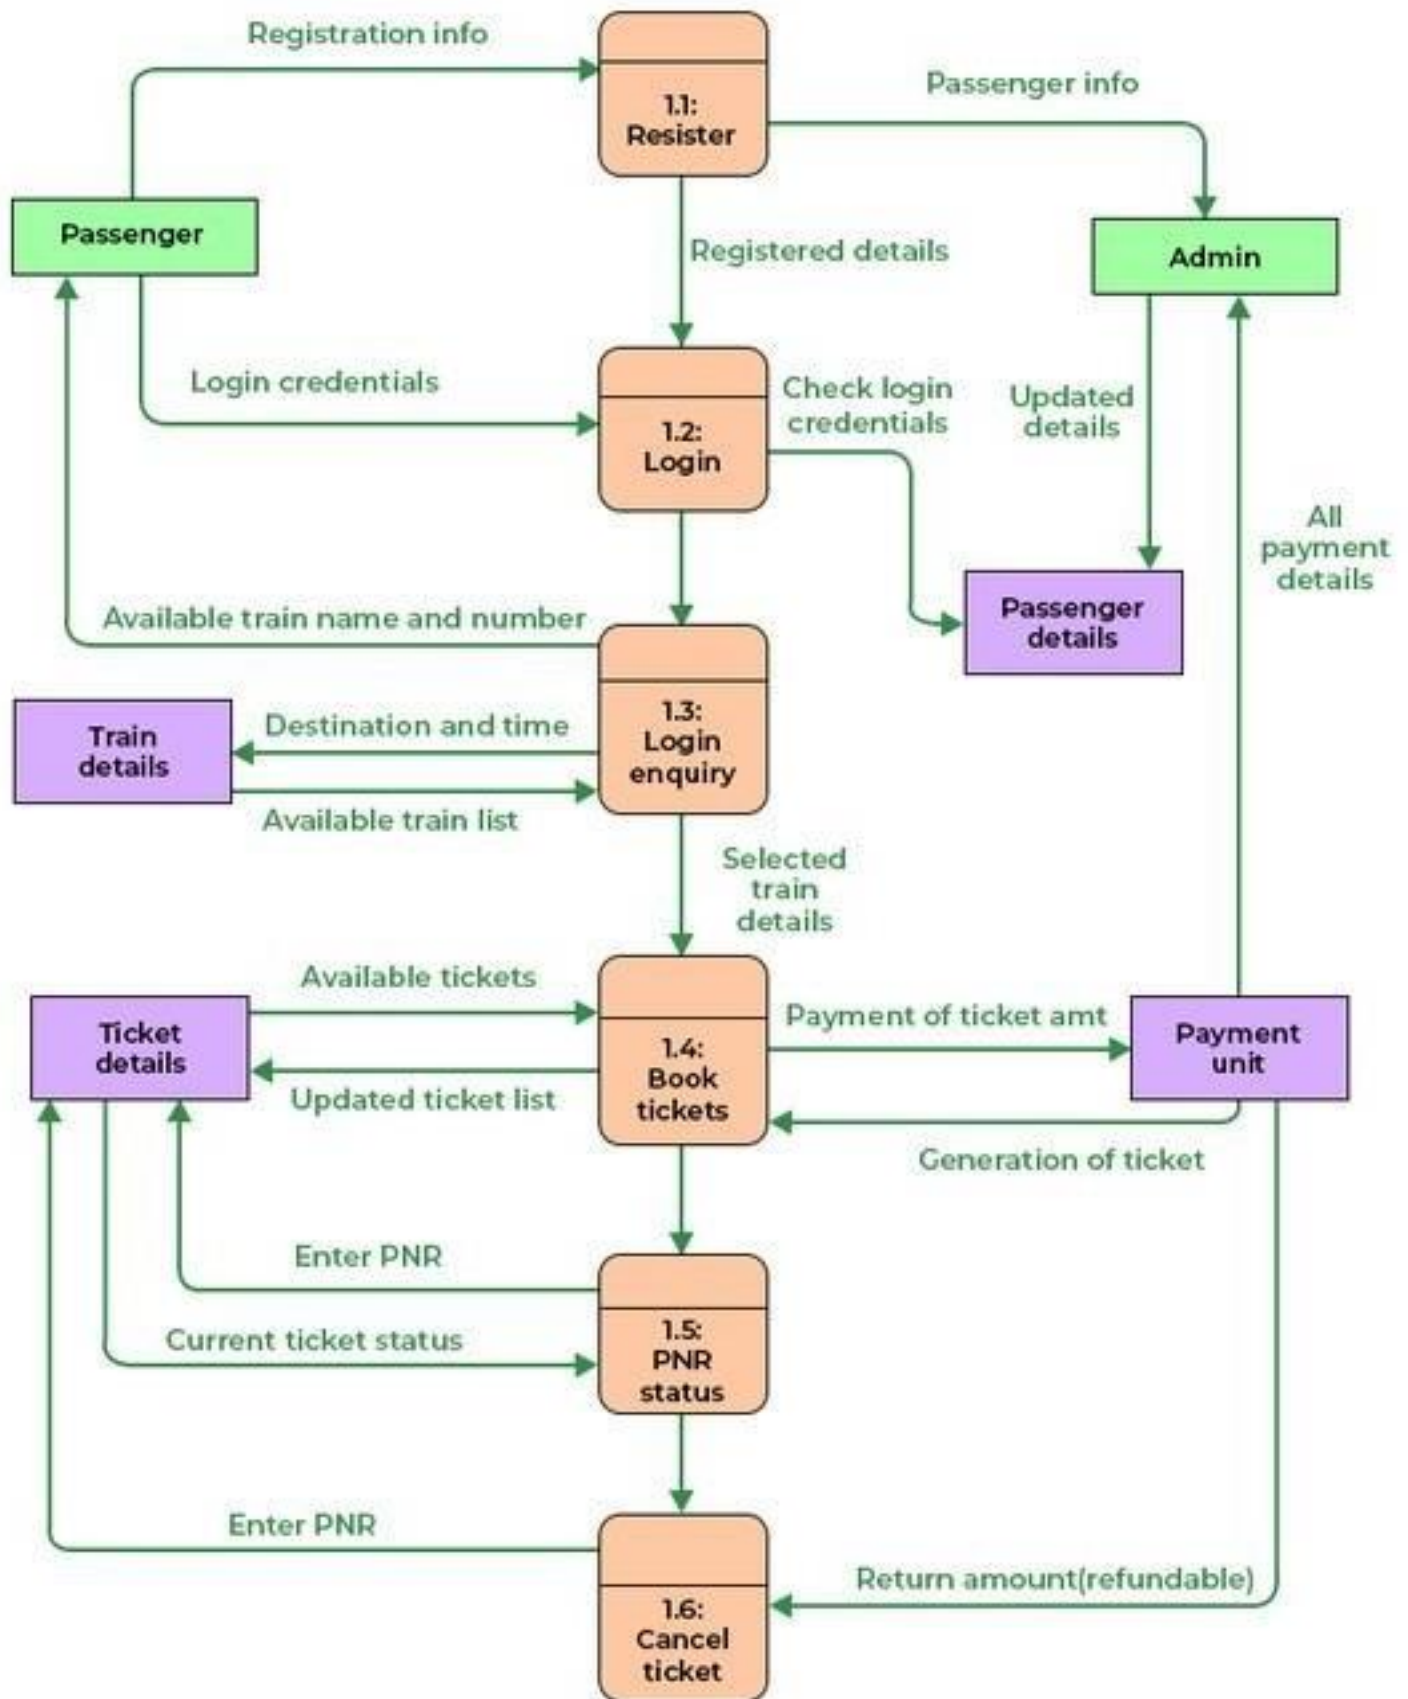 Registration info
Passenger info
1.1:
Resister
Passenger
Registered details
Admin
Login credentials
Check login
credentials
Updated
details
1.2:
Login
All
payment
details
Available train name and number
Passenger
details
Destination and time
Train
details
1.3:
Login
enquiry
Available train list
Selected
train
details
Available tickets
Payment of ticket amt
Ticket
details
1.4:
Book
tickets
Payment
unit
Updated ticket list
Generation of ticket
Enter PNR
Current ticket status
1.5:
PNR
status
Enter PNR
Return amount(refundable)
1.6:
Cancel
ticket